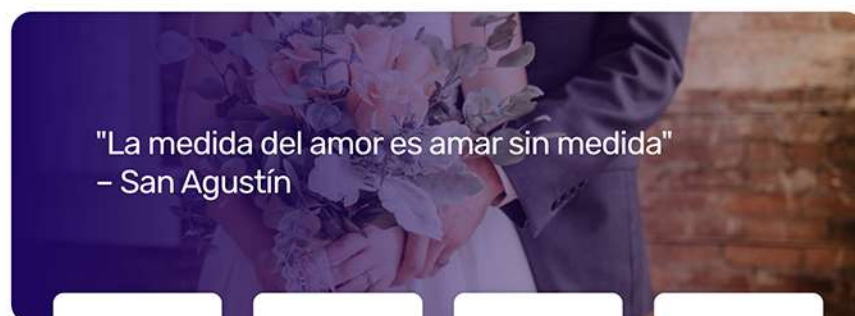 "La medida del amor es amar sin medida"
– San Agustín